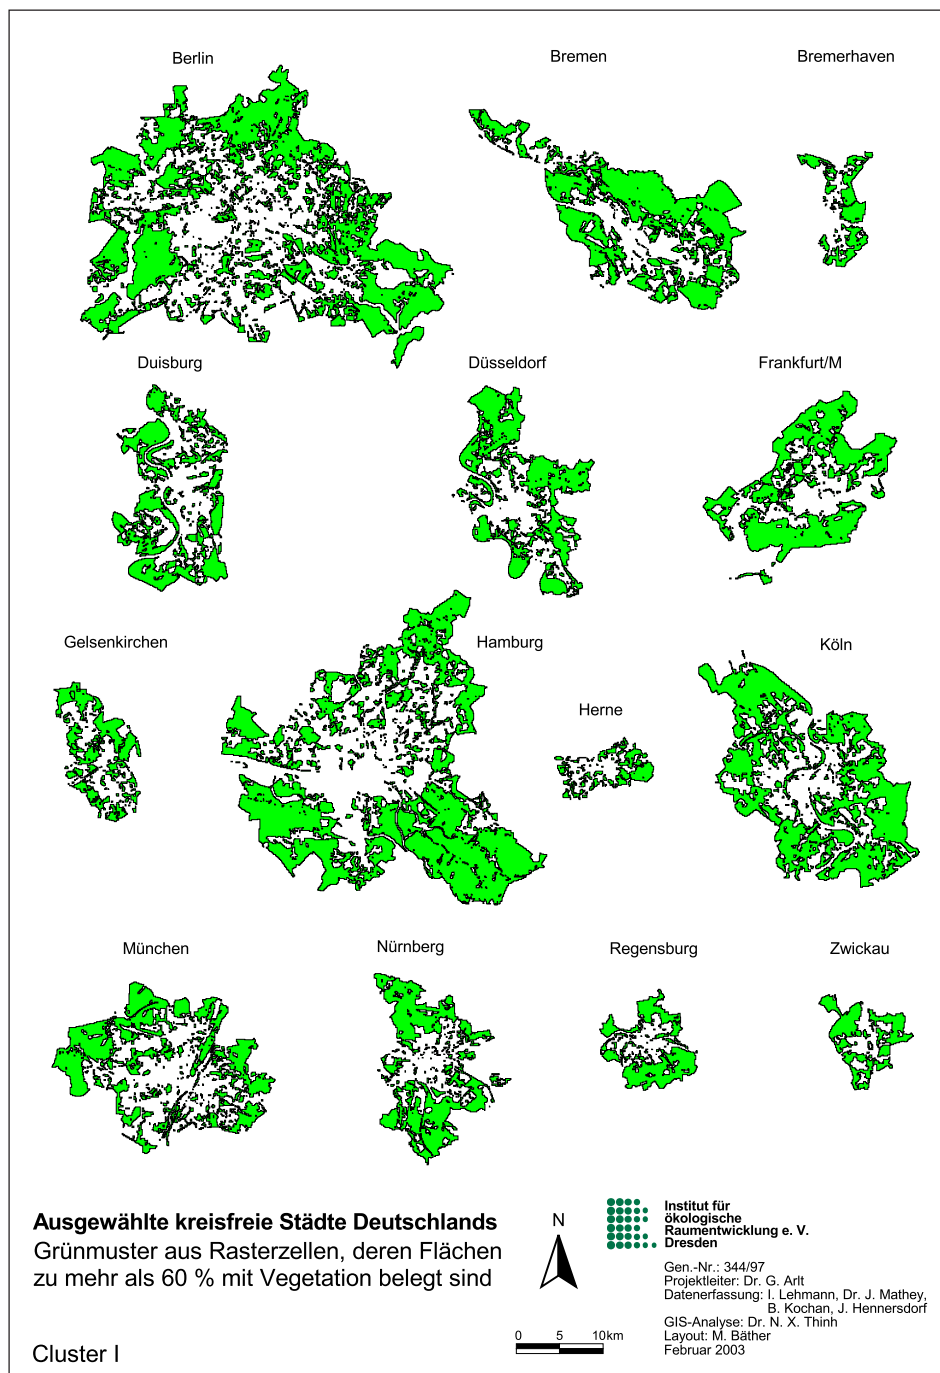 Berlin
Bremen
Bremerhaven
Duisburg
Düsseldorf
Frankfurt/M
Gelsenkirchen
Hamburg
Herne
Köln
München
Nürnberg
Regensburg
Zwickau
Ausgewählte kreisfreie Städte Deutschlands
Grünmuster aus Rasterzellen, deren Flächen
zu mehr als 60 % mit Vegetation belegt sind
Cluster I
N
0 5 10km
Institut für
ökologische
Raumentwicklung e. V.
Dresden
Gen.-Nr.: 344/97
Projektleiter: Dr. G. Arlt
Datenerfassung: I. Lehmann, Dr. J. Mathey,
B. Kochan, J. Hennersdorf
GIS-Analyse: Dr. N. X. Thinh
Layout: M. Bäther
Februar 2003